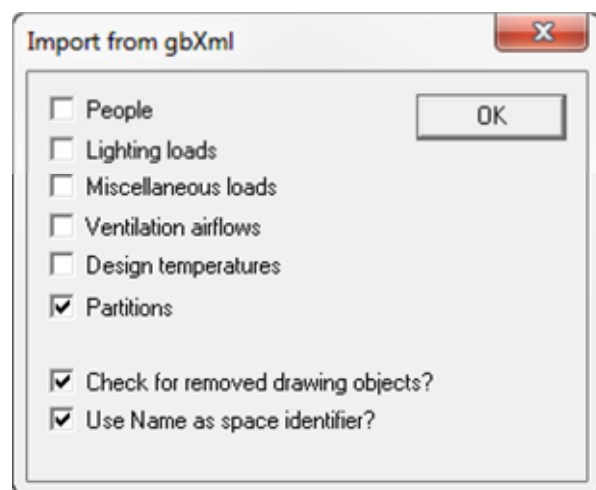 Import from gbXml
People
OK
Lighting loads
Miscellaneous loads
Ventilation airflows
Design temperatures
Partitions
Check for removed drawing objects?
Use Name as space identifier?